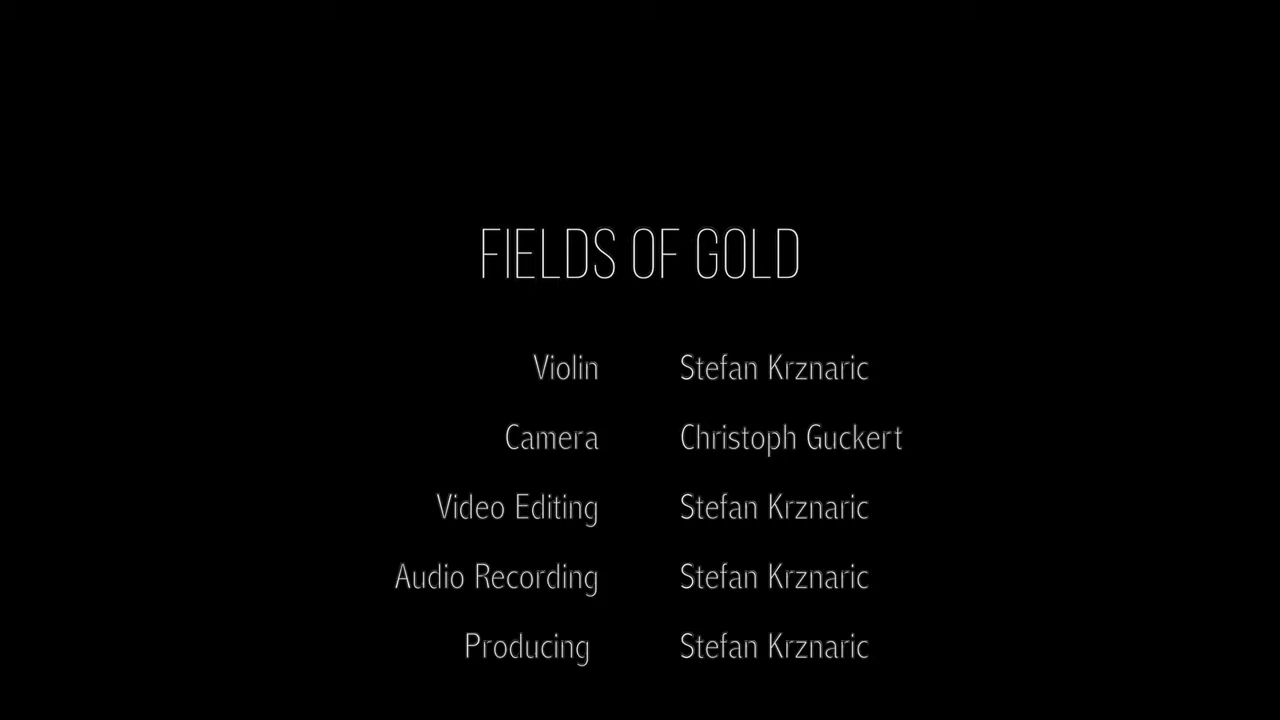 FIELDS OF GOLD
Violin Stefan Krznaric
Camera Christoph Guckert
Video Editing Stefan Krznaric
Audio Recording Stefan Krznaric
Producing Stefan Krznaric